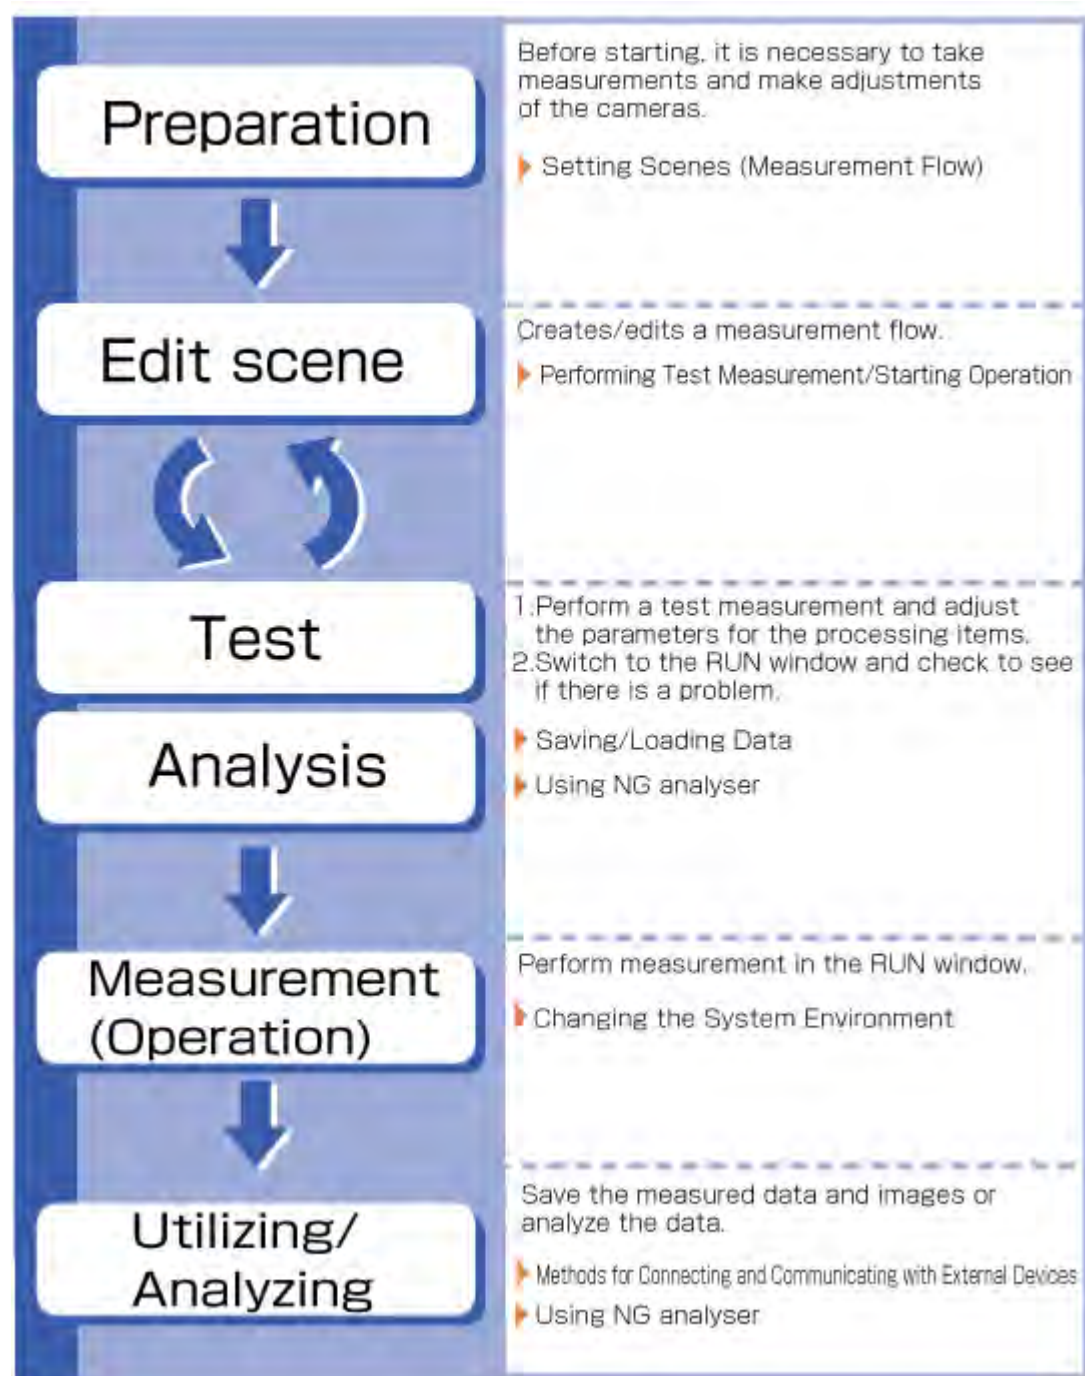 Preparation
Before starting, it is necessary to take
measurements and make adjustments
of the cameras.
Setting Scenes (Measurement Flow)
Edit scene
Creates/edits a measurement flow.
Performing Test Measurement/Starting Operation
Test
Analysis
1.Perform a test measurement and adjust
the parameters for the processing items.
2.Switch to the RUN window and check to see
if there is a problem.
Saving/Loading Data
Using NG analyser
Measurement
(Operation)
Perform measurement in the RUN window.
Changing the System Environment
Utilizing/
Analyzing
Save the measured data and images or
analyze the data.
Methods for Connecting and Communicating with External Devices
Using NG analyser